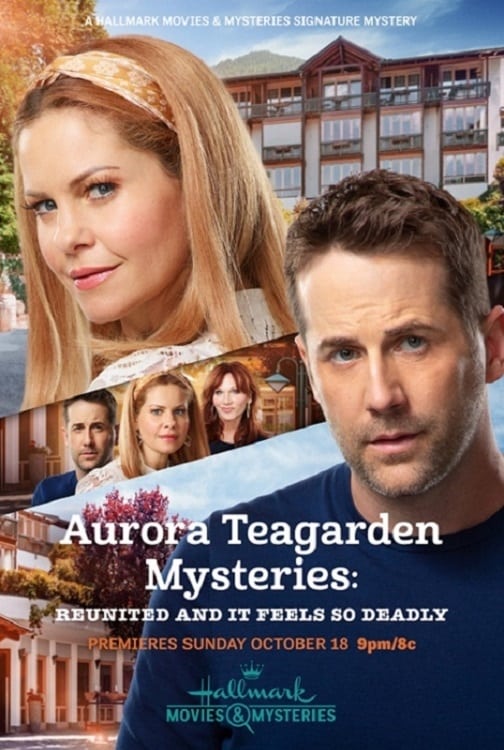 A HALLMARK MOVIES & MYSTERIES SIGNATURE MYSTERY
Aurora Teagarden
Mysteries:
REUNITED AND IT FEELS SO DEADLY
PREMIERES SUNDAY OCTOBER 18 9pm/8c
Hallmark
MOVIES & MYSTERIES